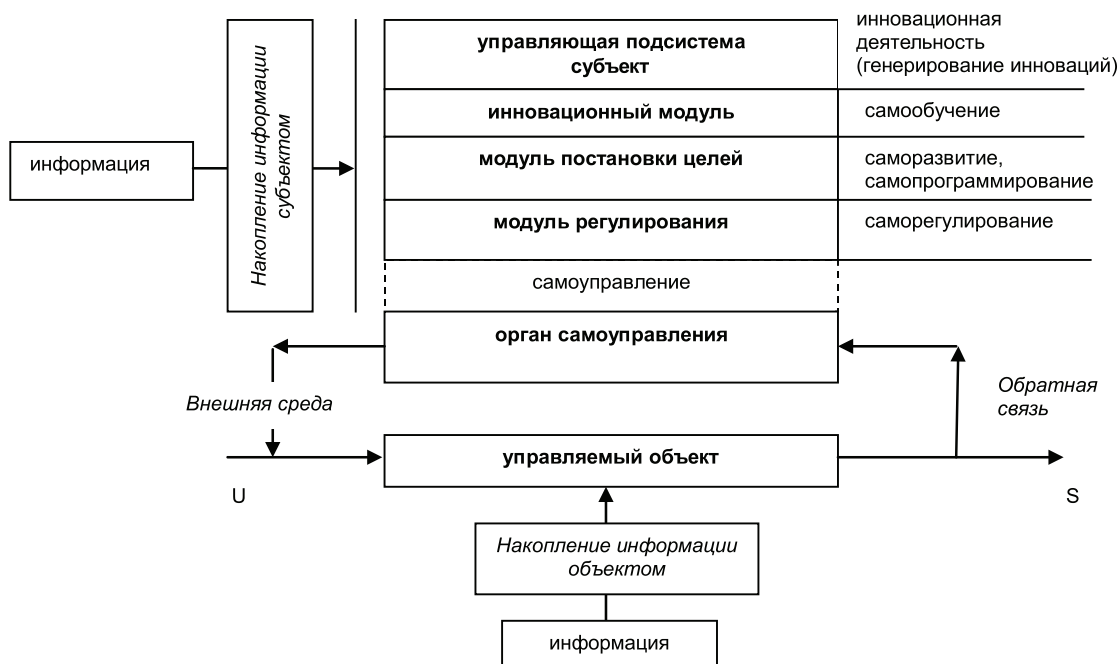 управляющая подсистема
субъект
инновационная
деятельность
(генерирование инноваций)
инновационный модуль
самообучение
информация
Накопление информации
субъектом
модуль постановки целей
саморазвитие,
самопрограммирование
модуль регулирования
саморегулирование
самоуправление
орган самоуправления
Внешняя среда
Обратная
связь
управляемый объект
U
S
Накопление информации
объектом
информация